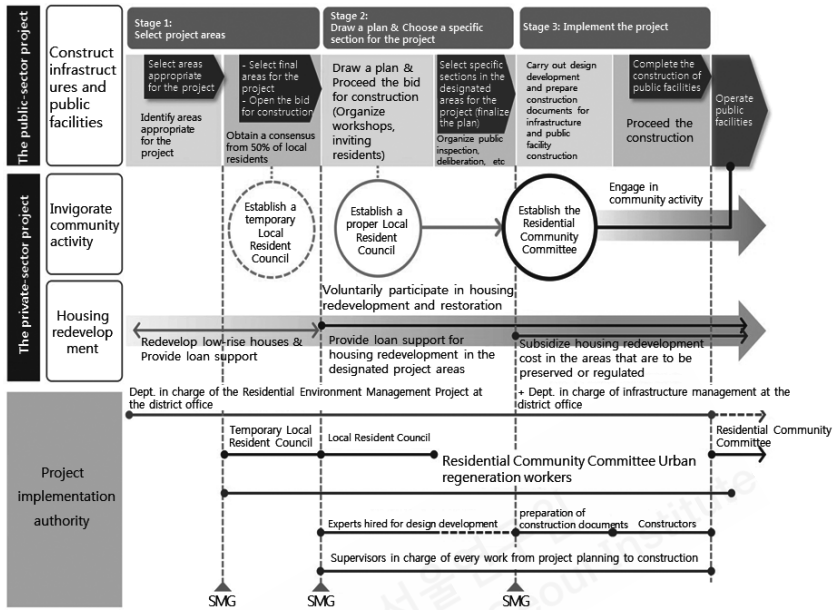 The public-sector project
Construct
infrastruct
ures and
public
facilities
Stage 1:
Select project areas
Stage 2:
Draw a plan & Choose a specific
section for the project
Stage 3: Implement the project
Select areas
appropriate
for the project
Identify areas
appropriate
for the
project
- Select final
areas for the
project
- Open the bid
for construction
Obtain a consensus
from 50% of local
residents
Draw a plan &
Proceed the bid
for construction
(Organize
workshops,
inviting
residents)
Select specific
sections in the
designated
areas for the
project (finalize
the plan)
Organize public
inspection,
deliberation, etc
Carry out design
development
and prepare
construction
documents for
infrastructure
and public
facility
construction
Complete the
construction of
public facilities
Proceed the
construction
Operate
public
facilities
The private-sector project
Invigorate
community
activity
Establish a
temporary
Local
Resident
Council
Establish a
proper Local
Resident
Council
Establish the
Residential
Community
Committee
Engage in
community activity
Housing
redevelop
ment
Voluntarily participate in housing
redevelopment and restoration
Redevelop low-rise houses &
Provide loan support
Provide loan support for
housing redevelopment in the
designated project areas
Subsidize housing redevelopment
cost in the areas that are to be
preserved or regulated
Project
implementation
authority
Dept. in charge of the Residential Environment Management Project at
the district office
+ Dept. in charge of infrastructure management at the
district office
Temporary Local
Resident Council
Local Resident Council
Residential Community
Committee
Residential Community Committee Urban
regeneration workers
Experts hired for design development
preparation of
construction documents
Constructors
Supervisors in charge of every work from project planning to construction
SMG
SMG
SMG
서울연구원
The Seoul Institute